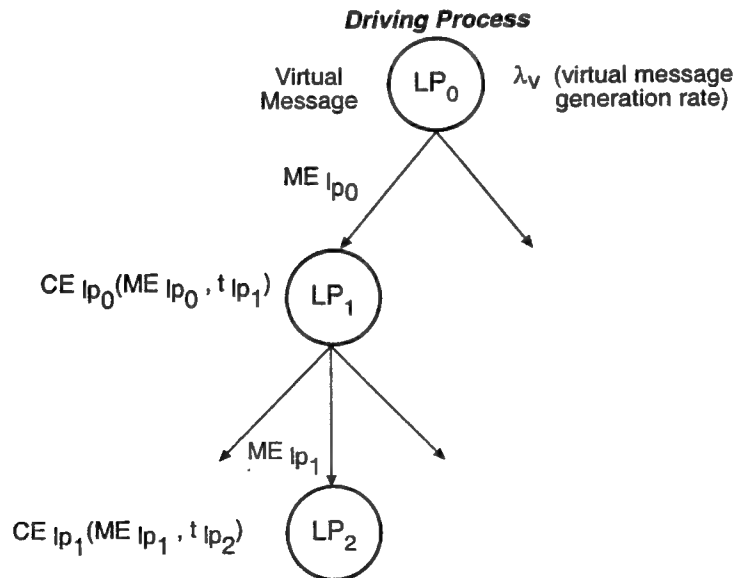 Driving Process
Virtual
Message
LP₀
λᵥ (virtual message
generation rate)
ME lp₀
CE lp₀(ME lp₀ , t lp₁)
LP₁
ME lp₁
CE lp₁(ME lp₁ , t lp₂)
LP₂